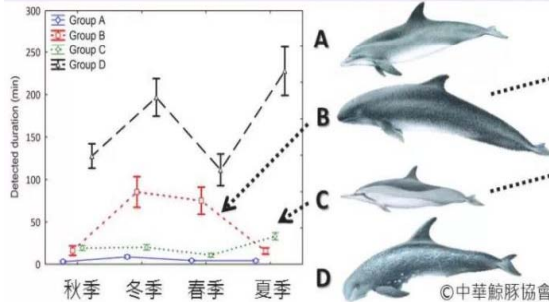 300
250
200
150
100
50
0
Detected duration (min)
Group A
Group B
Group C
Group D
秋季 冬季 春季 夏季
A
B
C
D
©中華鯨豚協會